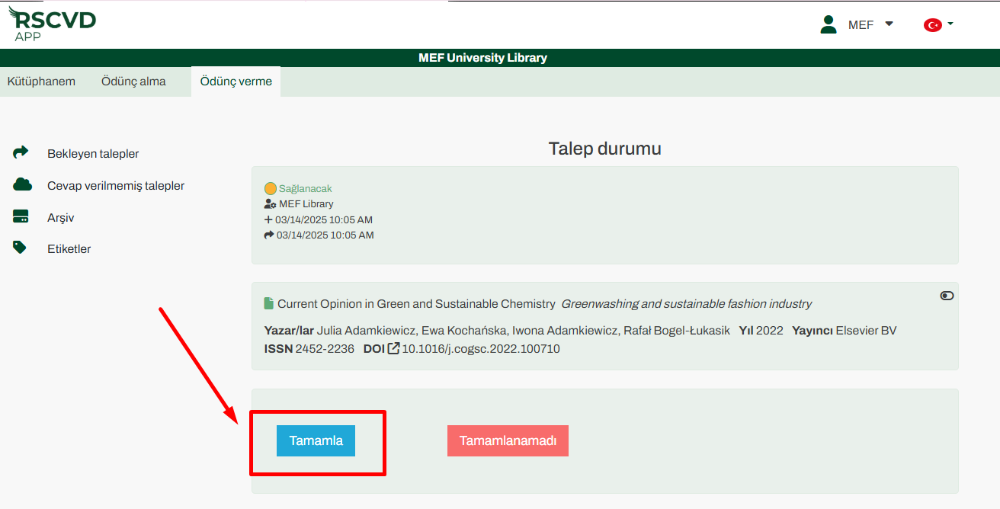 RSCVD
APP
MEF
MEF University Library
Kütüphanem Ödünç alma Ödünç verme
Bekleyen talepler
Cevap verilmemiş talepler
Arşiv
Etiketler
Talep durumu
Sağlanacak
MEF Library
03/14/2025 10:05 AM
03/14/2025 10:05 AM
Current Opinion in Green and Sustainable Chemistry Greenwashing and sustainable fashion industry
Yazar/lar Julia Adamkiewicz, Ewa Kochańska, Iwona Adamkiewicz, Rafał Bogel-Łukasik Yıl 2022 Yayıncı Elsevier BV
ISSN 2452-2236 DOI 10.1016/j.cogsc.2022.100710
Tamamla Tamamlanamadı